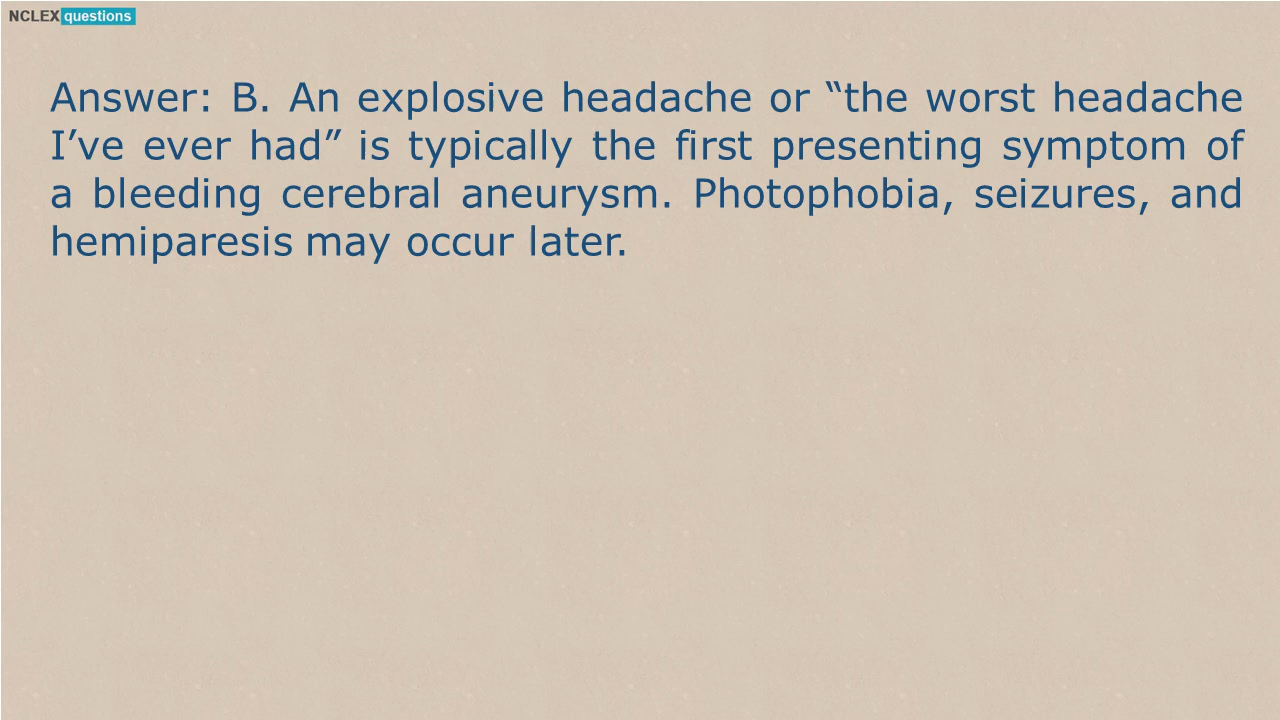 NCLEX questions
Answer: B. An explosive headache or “the worst headache
I’ve ever had” is typically the first presenting symptom of
a bleeding cerebral aneurysm. Photophobia, seizures, and
hemiparesis may occur later.